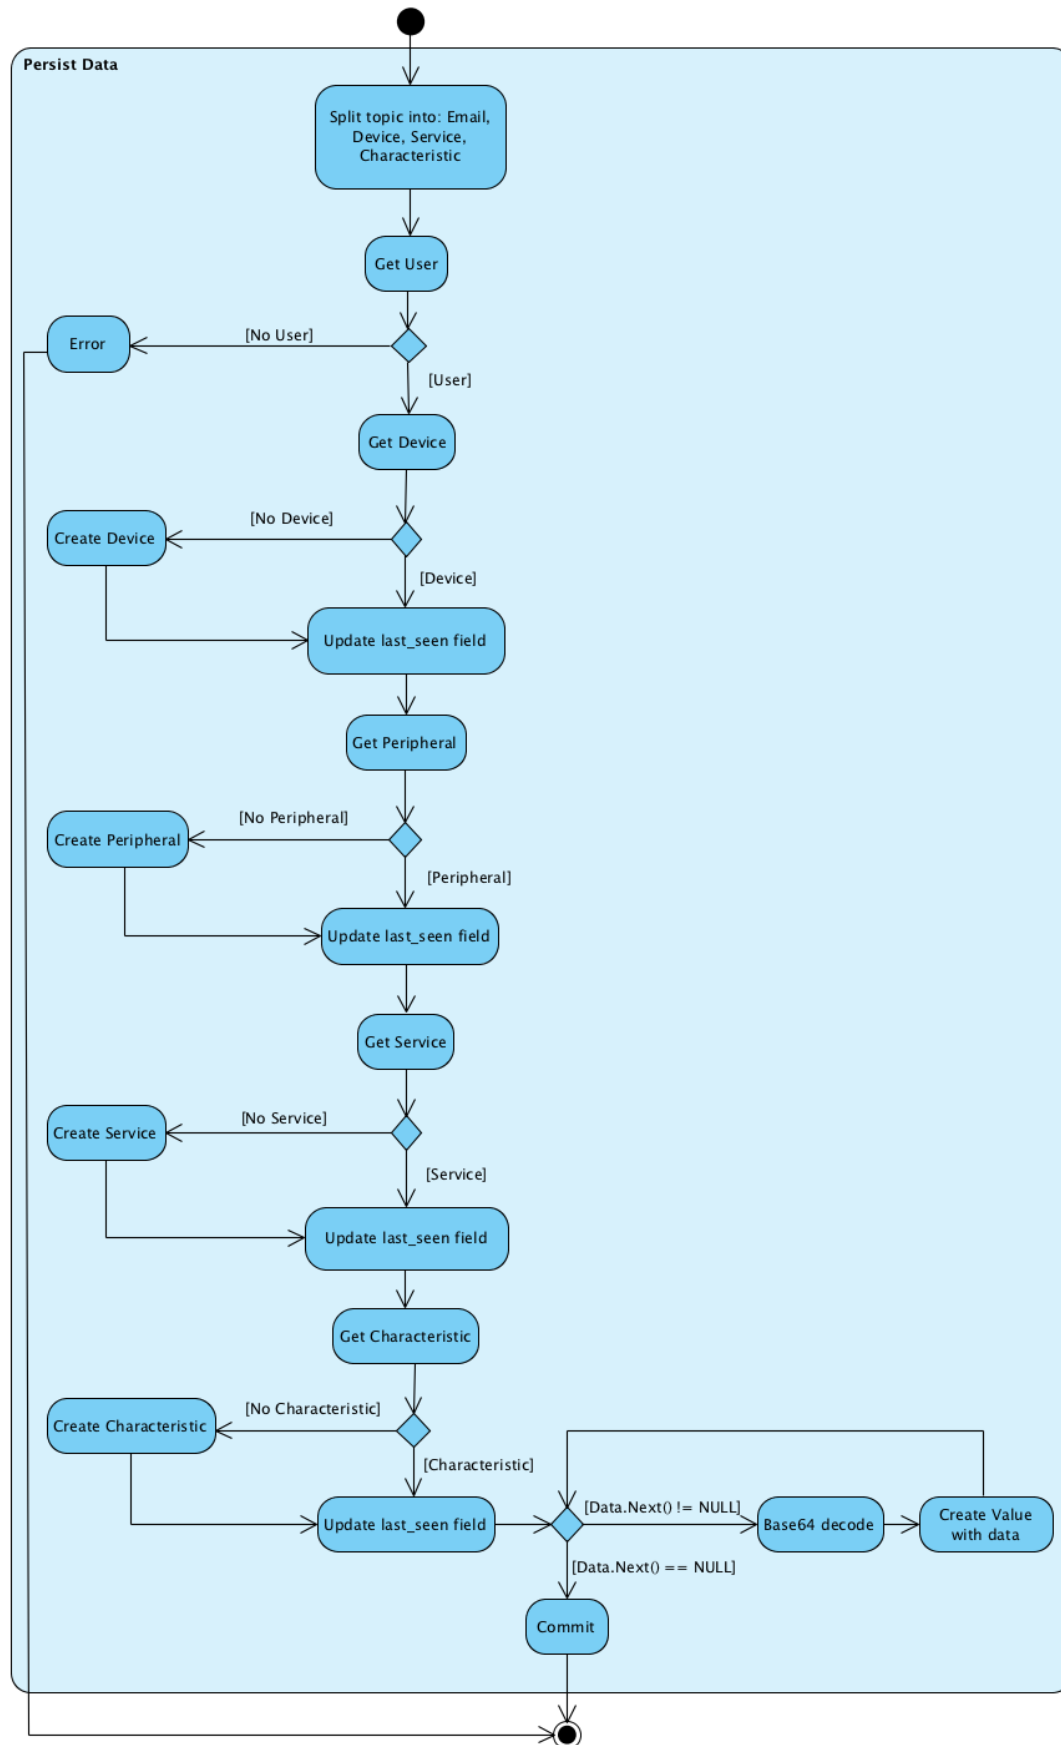 Persist Data
Split topic into: Email,
Device, Service,
Characteristic
Get User
[No User]
Error
[User]
Get Device
[No Device]
Create Device
[Device]
Update last_seen field
Get Peripheral
[No Peripheral]
Create Peripheral
[Peripheral]
Update last_seen field
Get Service
[No Service]
Create Service
[Service]
Update last_seen field
Get Characteristic
[No Characteristic]
Create Characteristic
[Characteristic]
Update last_seen field
[Data.Next() != NULL]
Base64 decode
Create Value
with data
[Data.Next() == NULL]
Commit